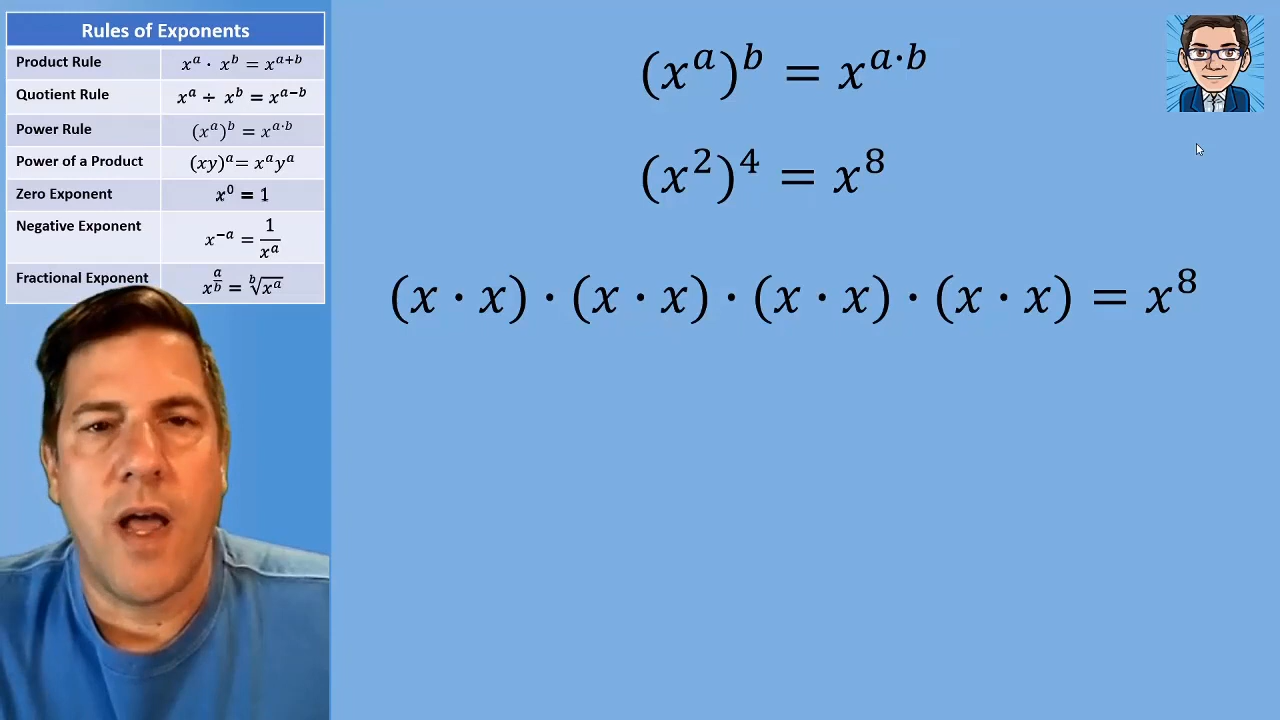 Rules of Exponents
Product Rule x^a · x^b = x^{a+b}
Quotient Rule x^a ÷ x^b = x^{a−b}
Power Rule (x^a)^b = x^{a·b}
Power of a Product (xy)^a = x^a y^a
Zero Exponent x^0 = 1
Negative Exponent x^{−a} = 1/x^a
Fractional Exponent x^{a/b} = ᵇ√x^a
(x^a)^b = x^{a·b}
(x^2)^4 = x^8
(x · x) · (x · x) · (x · x) · (x · x) = x^8